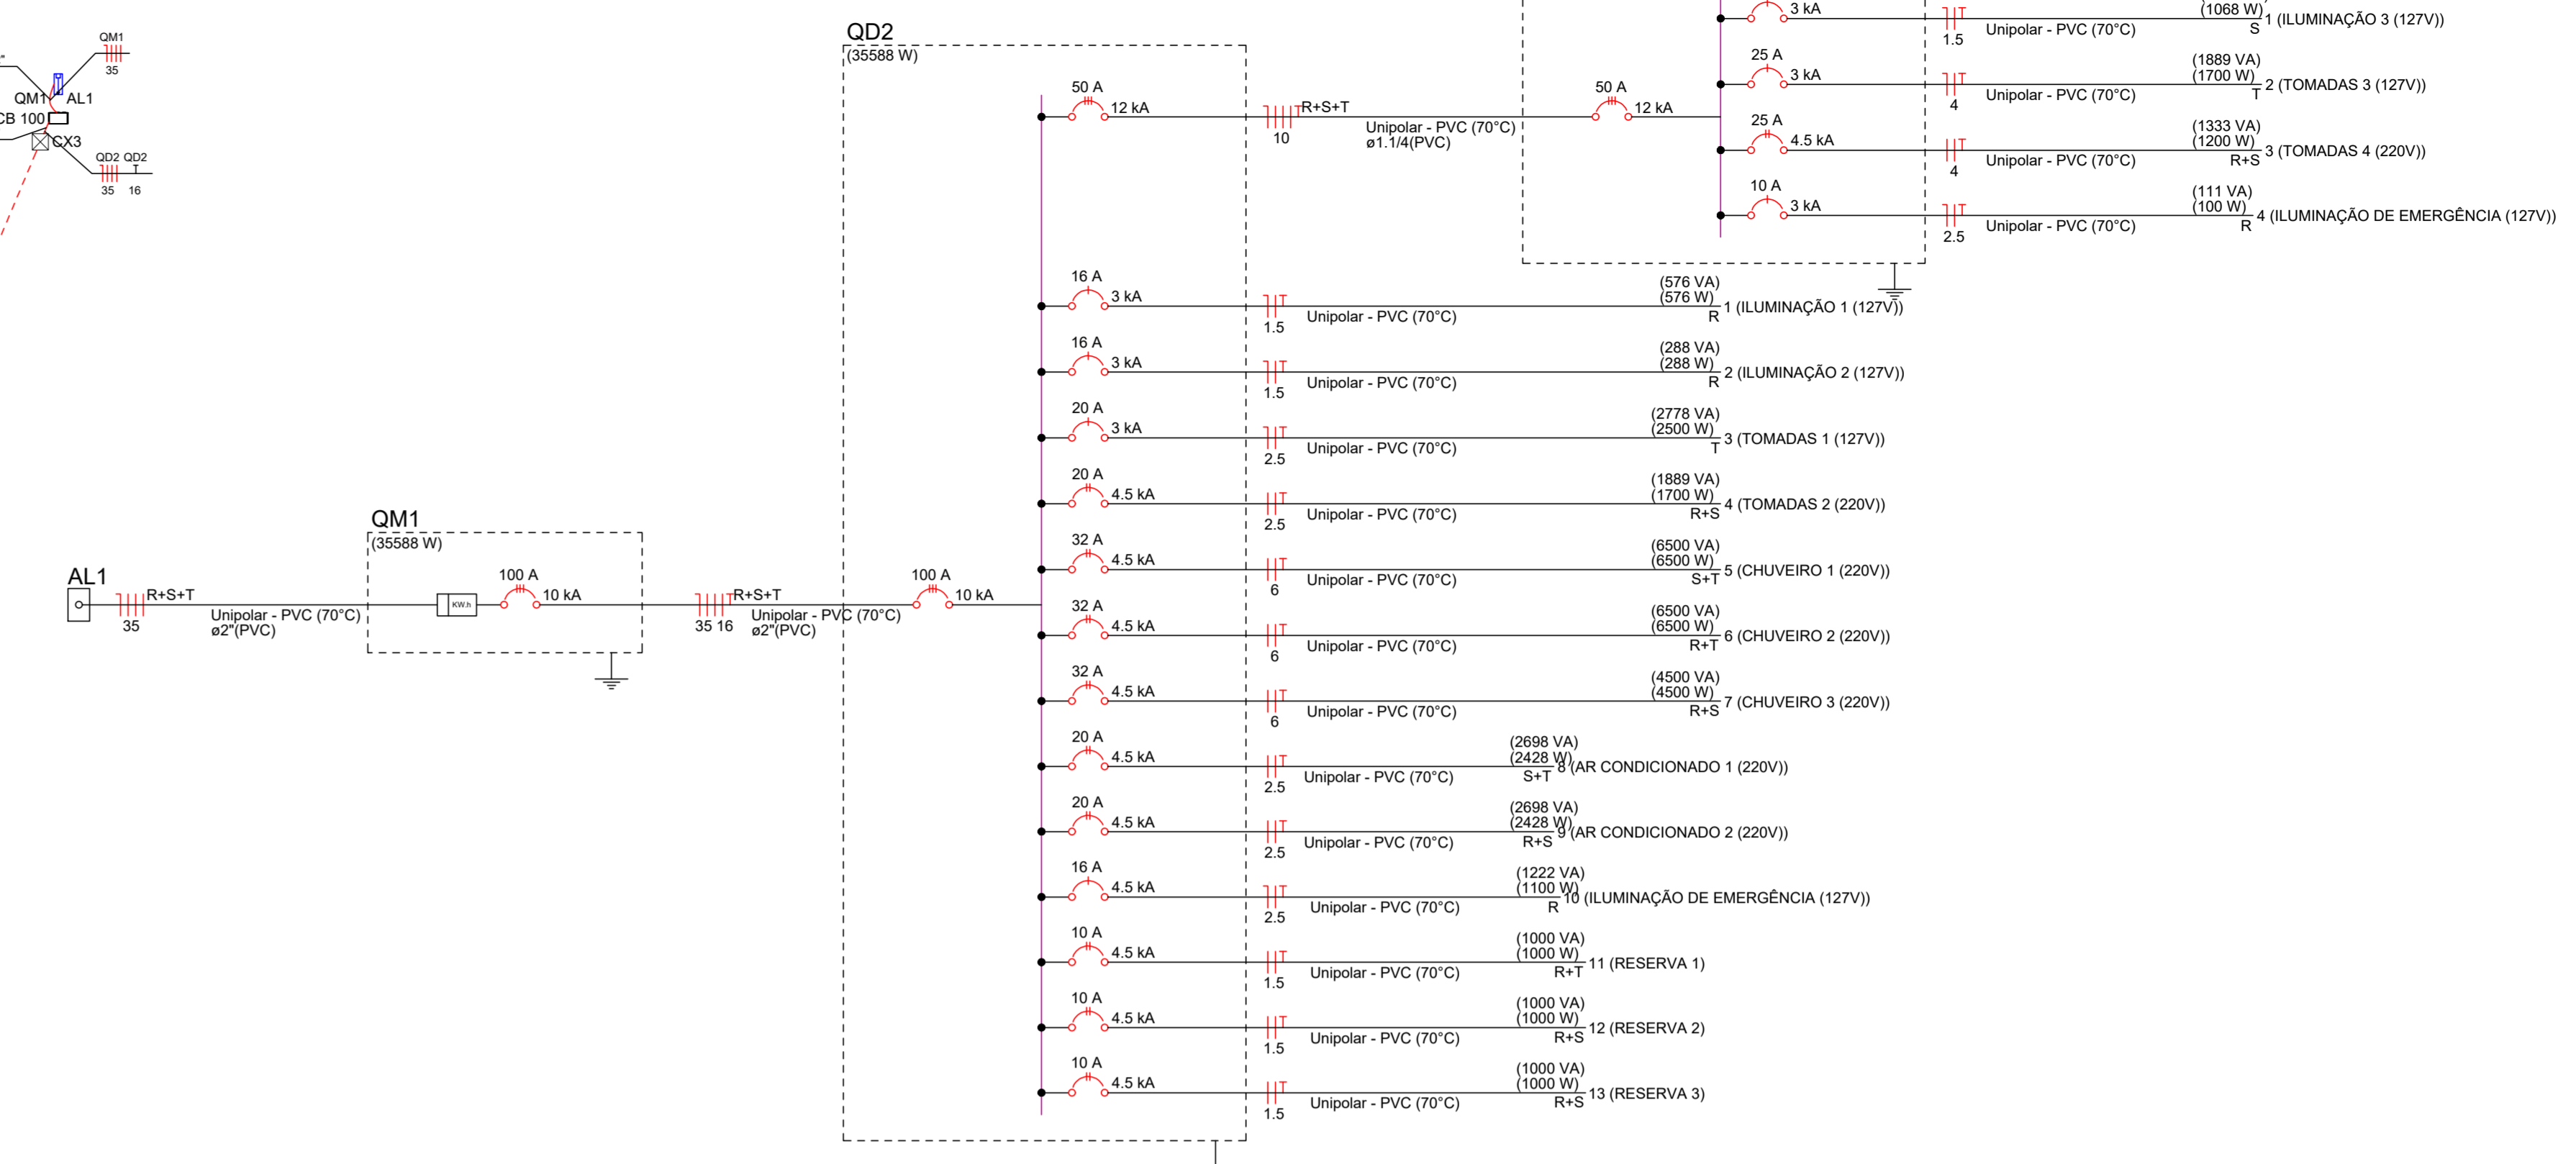 QM1
35
QM1
AL1
CB 100
CX3
QD2 QD2
35 16
AL1
R+S+T
35
Unipolar - PVC (70°C)
ø2"(PVC)
QM1
(35588 W)
KW.h
100 A
10 kA
R+S+T
35 16
Unipolar - PVC (70°C)
ø2"(PVC)
QD2
(35588 W)
100 A
10 kA
50 A
12 kA
R+S+T
10
Unipolar - PVC (70°C)
ø1.1/4(PVC)
50 A
12 kA
3 kA
1.5
Unipolar - PVC (70°C)
(1068 W)
S
1 (ILUMINAÇÃO 3 (127V))
25 A
3 kA
4
Unipolar - PVC (70°C)
(1889 VA)
(1700 W)
T
2 (TOMADAS 3 (127V))
25 A
4.5 kA
4
Unipolar - PVC (70°C)
(1333 VA)
(1200 W)
R+S
3 (TOMADAS 4 (220V))
10 A
3 kA
2.5
Unipolar - PVC (70°C)
(111 VA)
(100 W)
R
4 (ILUMINAÇÃO DE EMERGÊNCIA (127V))
16 A
3 kA
1.5
Unipolar - PVC (70°C)
(576 VA)
(576 W)
R
1 (ILUMINAÇÃO 1 (127V))
16 A
3 kA
1.5
Unipolar - PVC (70°C)
(288 VA)
(288 W)
R
2 (ILUMINAÇÃO 2 (127V))
20 A
3 kA
2.5
Unipolar - PVC (70°C)
(2778 VA)
(2500 W)
T
3 (TOMADAS 1 (127V))
20 A
4.5 kA
2.5
Unipolar - PVC (70°C)
(1889 VA)
(1700 W)
R+S
4 (TOMADAS 2 (220V))
32 A
4.5 kA
6
Unipolar - PVC (70°C)
(6500 VA)
(6500 W)
S+T
5 (CHUVEIRO 1 (220V))
32 A
4.5 kA
6
Unipolar - PVC (70°C)
(6500 VA)
(6500 W)
R+T
6 (CHUVEIRO 2 (220V))
32 A
4.5 kA
6
Unipolar - PVC (70°C)
(4500 VA)
(4500 W)
R+S
7 (CHUVEIRO 3 (220V))
20 A
4.5 kA
2.5
Unipolar - PVC (70°C)
(2698 VA)
(2428 W)
S+T
8 (AR CONDICIONADO 1 (220V))
20 A
4.5 kA
2.5
Unipolar - PVC (70°C)
(2698 VA)
(2428 W)
R+S
9 (AR CONDICIONADO 2 (220V))
16 A
4.5 kA
2.5
Unipolar - PVC (70°C)
(1222 VA)
(1100 W)
R
10 (ILUMINAÇÃO DE EMERGÊNCIA (127V))
10 A
4.5 kA
1.5
Unipolar - PVC (70°C)
(1000 VA)
(1000 W)
R+T
11 (RESERVA 1)
10 A
4.5 kA
1.5
Unipolar - PVC (70°C)
(1000 VA)
(1000 W)
R+S
12 (RESERVA 2)
10 A
4.5 kA
1.5
Unipolar - PVC (70°C)
(1000 VA)
(1000 W)
R+S
13 (RESERVA 3)